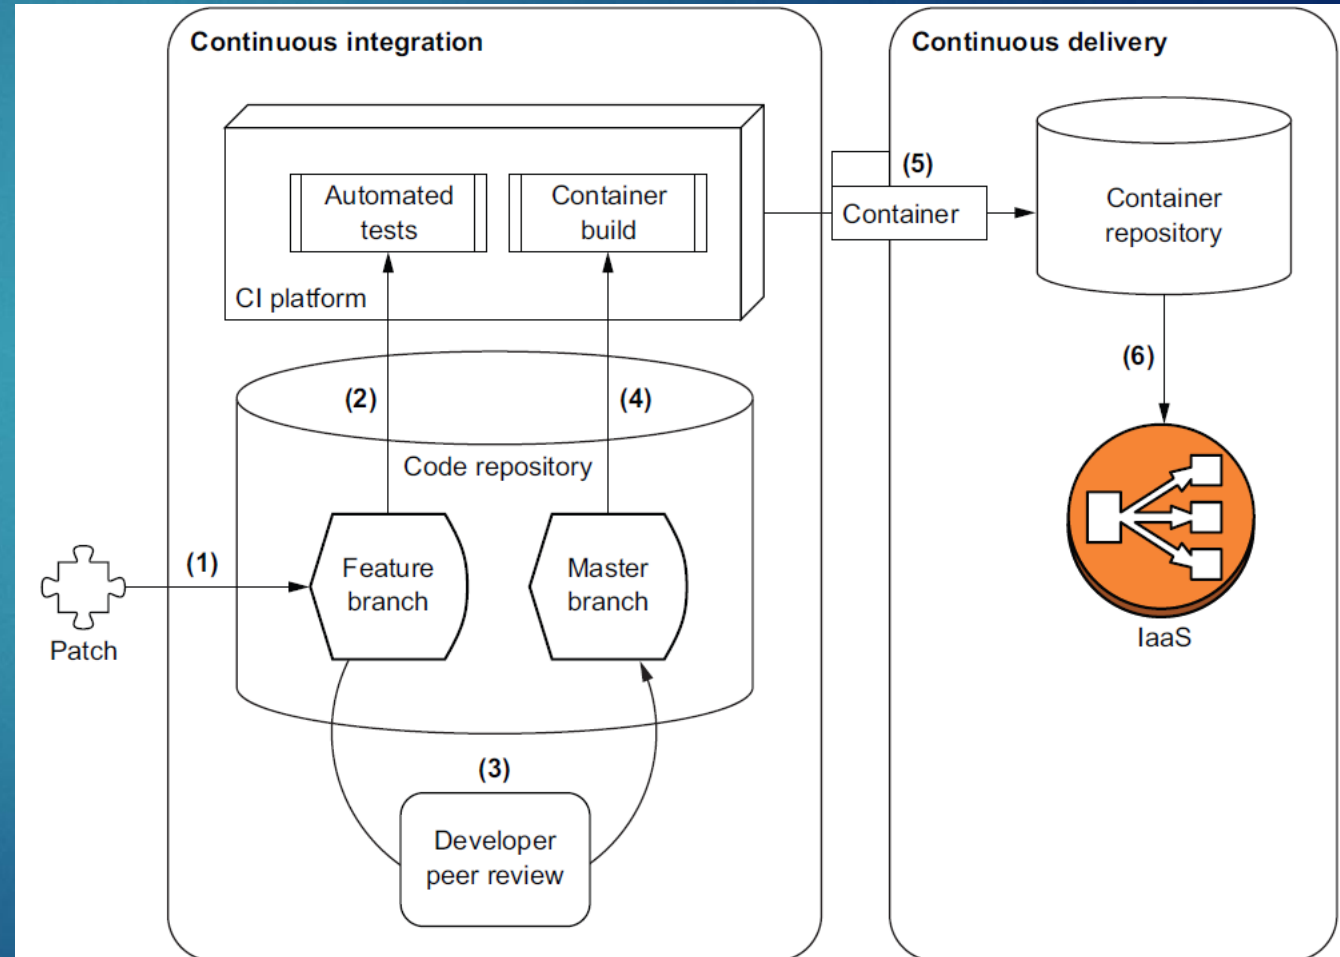 Continuous integration
Continuous delivery
Automated
tests
Container
build
CI platform
(5)
Container
Container
repository
(2)
(4)
(6)
Code repository
(1)
Feature
branch
Master
branch
Patch
IaaS
(3)
Developer
peer review